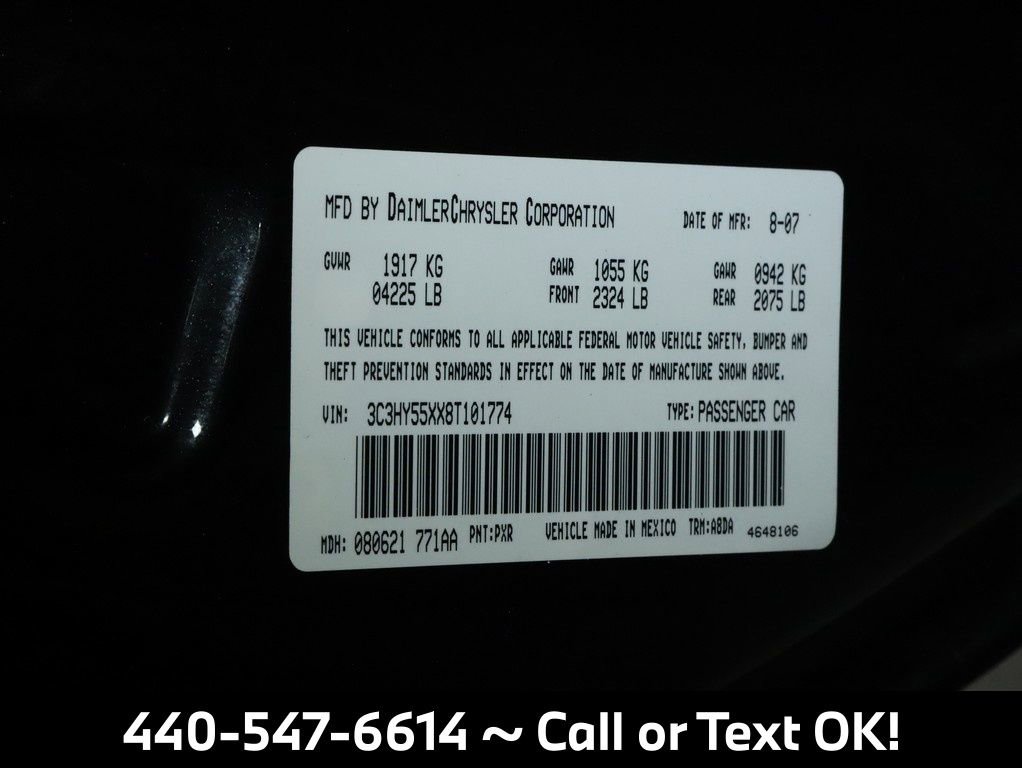 MFD BY DAIMLERCHRYSLER CORPORATION DATE OF MFR: 8-07
GVWR 1917 KG GAWR 1055 KG GAWR 0942 KG
04225 LB FRONT 2324 LB REAR 2075 LB
THIS VEHICLE CONFORMS TO ALL APPLICABLE FEDERAL MOTOR VEHICLE SAFETY, BUMPER AND
THEFT PREVENTION STANDARDS IN EFFECT ON THE DATE OF MANUFACTURE SHOWN ABOVE.
VIN: 3C3HY55XX8T101774 TYPE: PASSENGER CAR
MDH: 080621 771AA PNT:PXR VEHICLE MADE IN MEXICO TRM:A8DA 4648106
440-547-6614 ~ Call or Text OK!